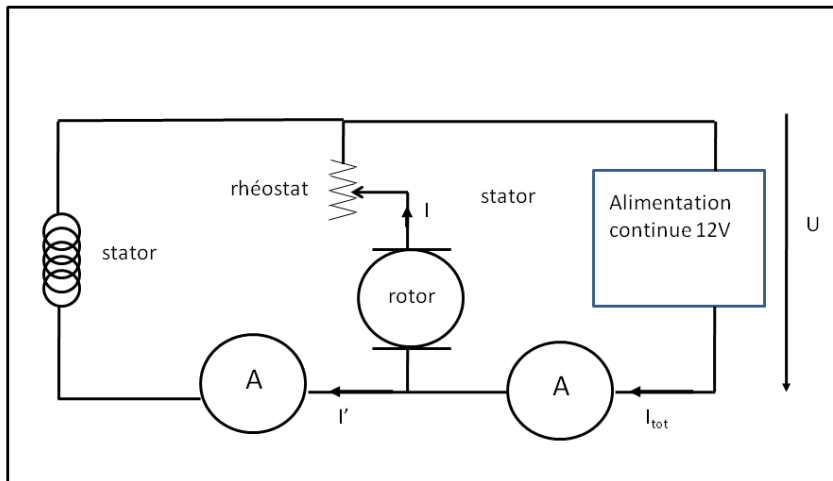 rhéostat
stator
Alimentation
continue 12V
U
I
stator
rotor
A
A
I'
Itot